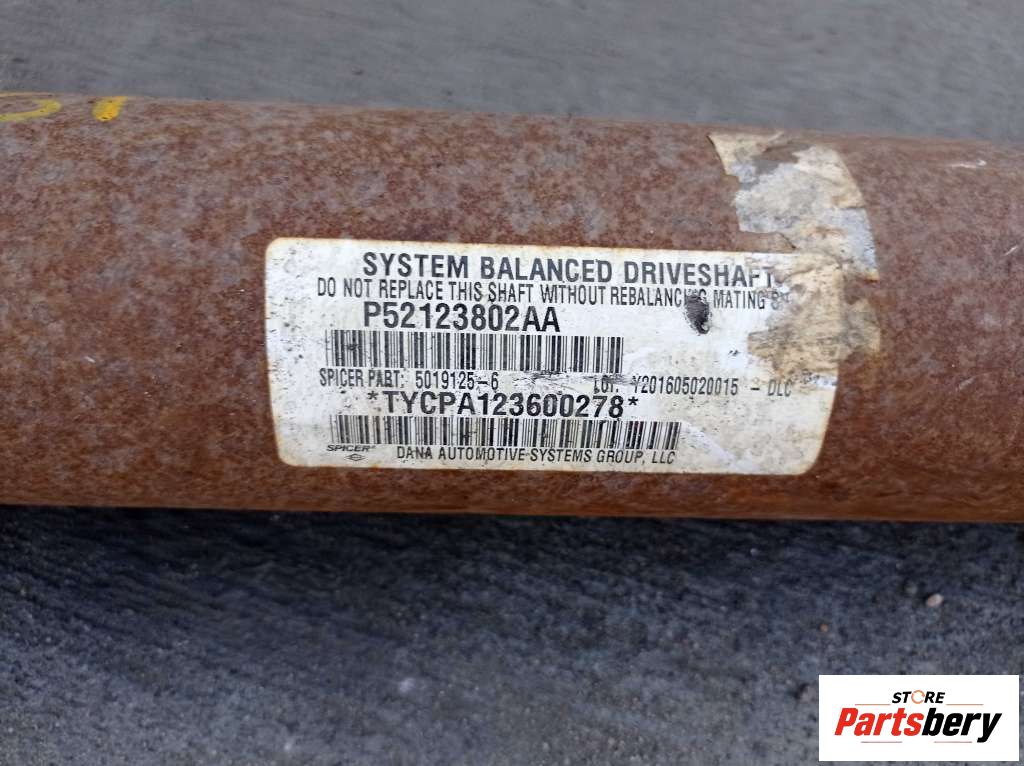 SYSTEM BALANCED DRIVESHAFT
DO NOT REPLACE THIS SHAFT WITHOUT REBALANCING MATING
P52123802AA
SPICER PART: 5019125-6 LOT: Y201605020015 - DLC
*TYCPA123600278*
SPICER DANA AUTOMOTIVE SYSTEMS GROUP, LLC
STORE
Partsbery